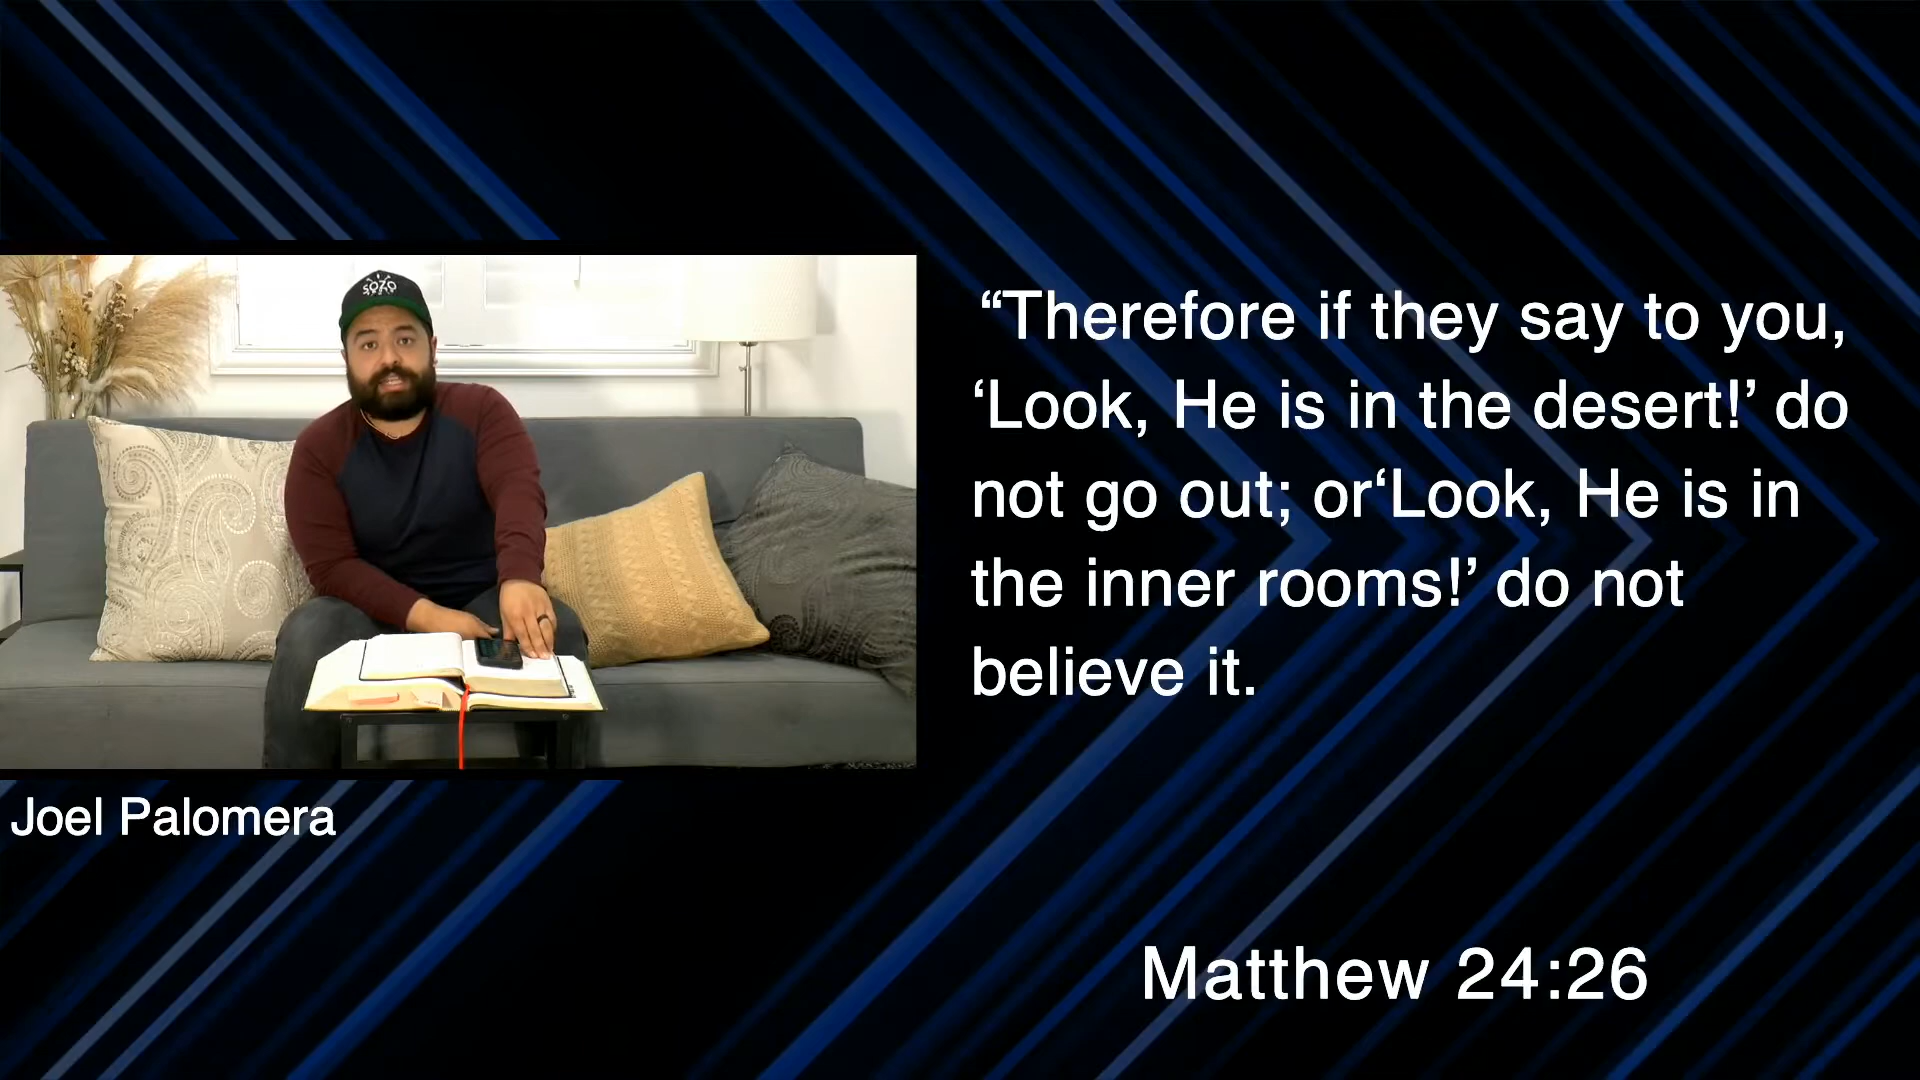 SOZO
“Therefore if they say to you,
‘Look, He is in the desert!’ do
not go out; or‘Look, He is in
the inner rooms!’ do not
believe it.
Joel Palomera
Matthew 24:26